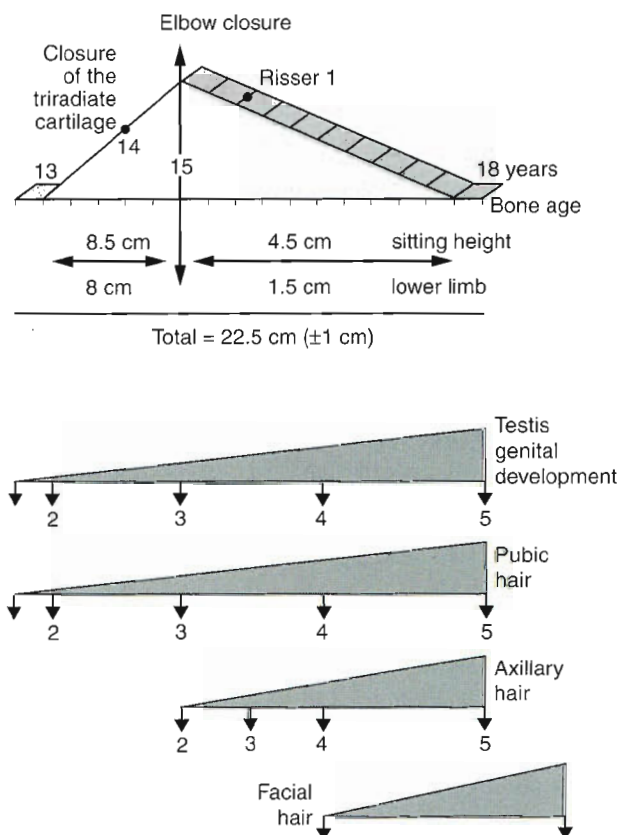 Elbow closure
Closure
of the
triradiate
cartilage
Risser 1
14
13
15
18 years
Bone age
8.5 cm
4.5 cm
sitting height
8 cm
1.5 cm
lower limb
Total = 22.5 cm (±1 cm)
Testis
genital
development
2
3
4
5
Pubic
hair
2
3
4
5
Axillary
hair
2
3
4
5
Facial
hair